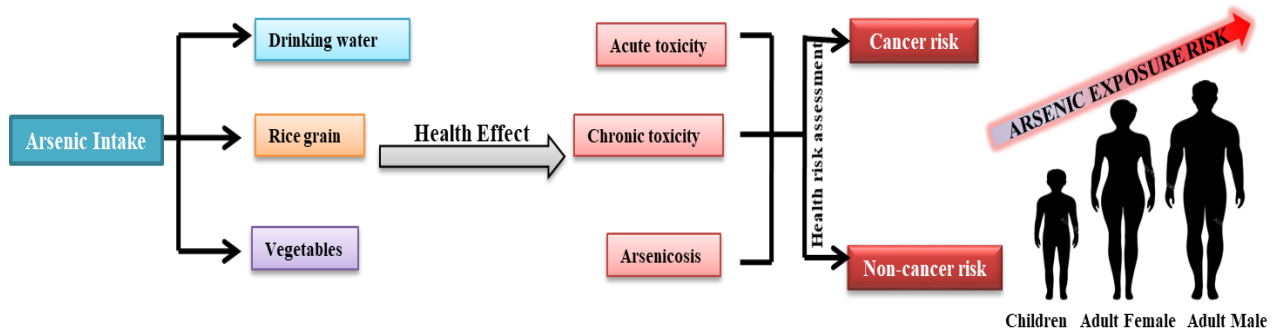 Arsenic Intake
Drinking water
Rice grain
Vegetables
Health Effect
Acute toxicity
Chronic toxicity
Arsenicosis
Health risk assessment
Cancer risk
Non-cancer risk
ARSENIC EXPOSURE RISK
Children
Adult Female
Adult Male